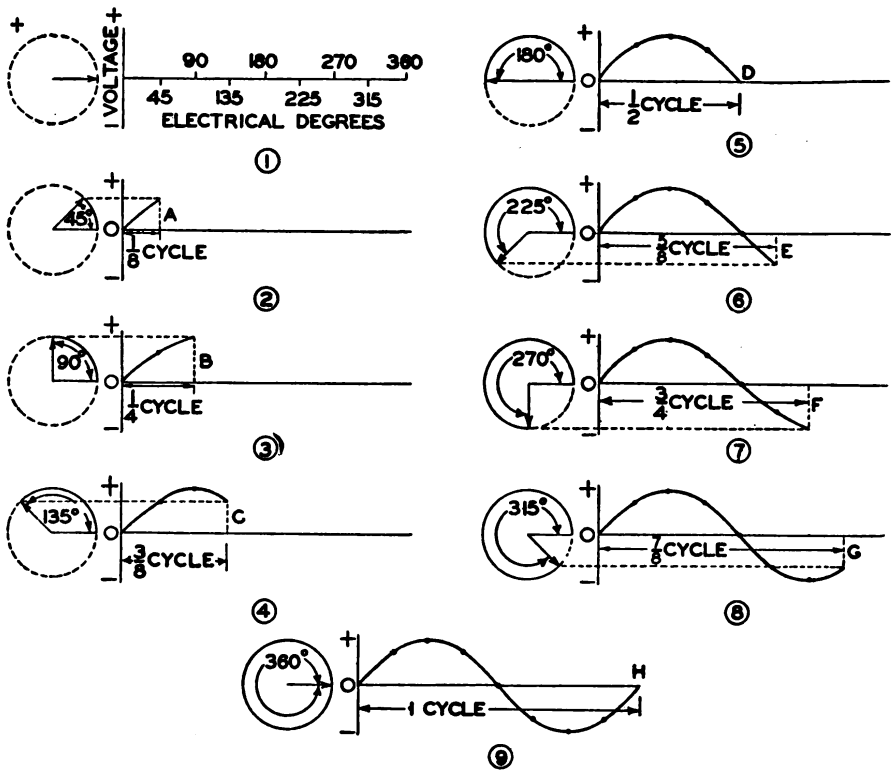 +
VOLTAGE
+
−
90 180 270 360
45 135 225 315
ELECTRICAL DEGREES
1
+
45°
O
A
1/8 CYCLE
−
2
+
90°
O
B
1/4 CYCLE
−
3)
+
135°
O
C
3/8 CYCLE
−
4
+
180°
O
D
1/2 CYCLE
−
5
+
225°
O
5/8 CYCLE
E
−
6
+
270°
O
3/4 CYCLE
F
−
7
+
315°
O
7/8 CYCLE
G
−
8
+
360°
O
H
1 CYCLE
−
9